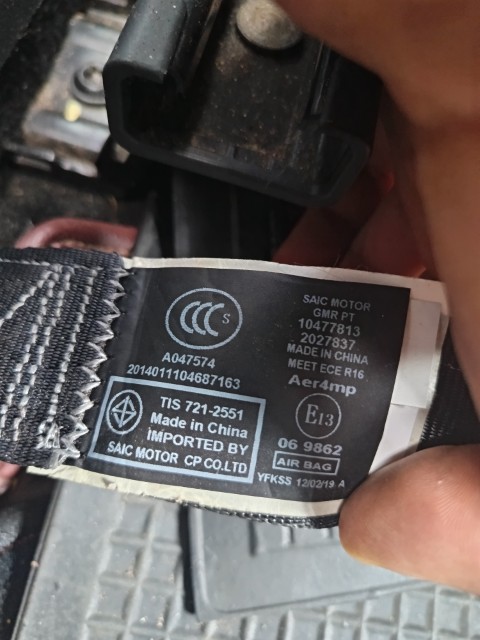 CCC S
A047574
2014011104687163
TIS 721-2551
Made in China
IMPORTED BY
SAIC MOTOR CP CO.LTD
SAIC MOTOR
GMR PT
10477813
2027837
MADE IN CHINA
MEET ECE R16
Aer4mp
E13
06 9862
AIR BAG
YFKSS 12/02/19 A